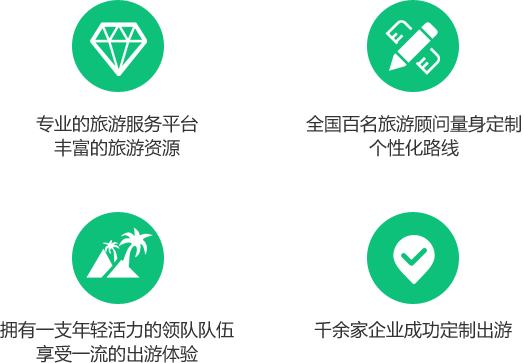 专业的旅游服务平台
丰富的旅游资源
全国百名旅游顾问量身定制
个性化路线
拥有一支年轻活力的领队队伍
享受一流的出游体验
千余家企业成功定制出游